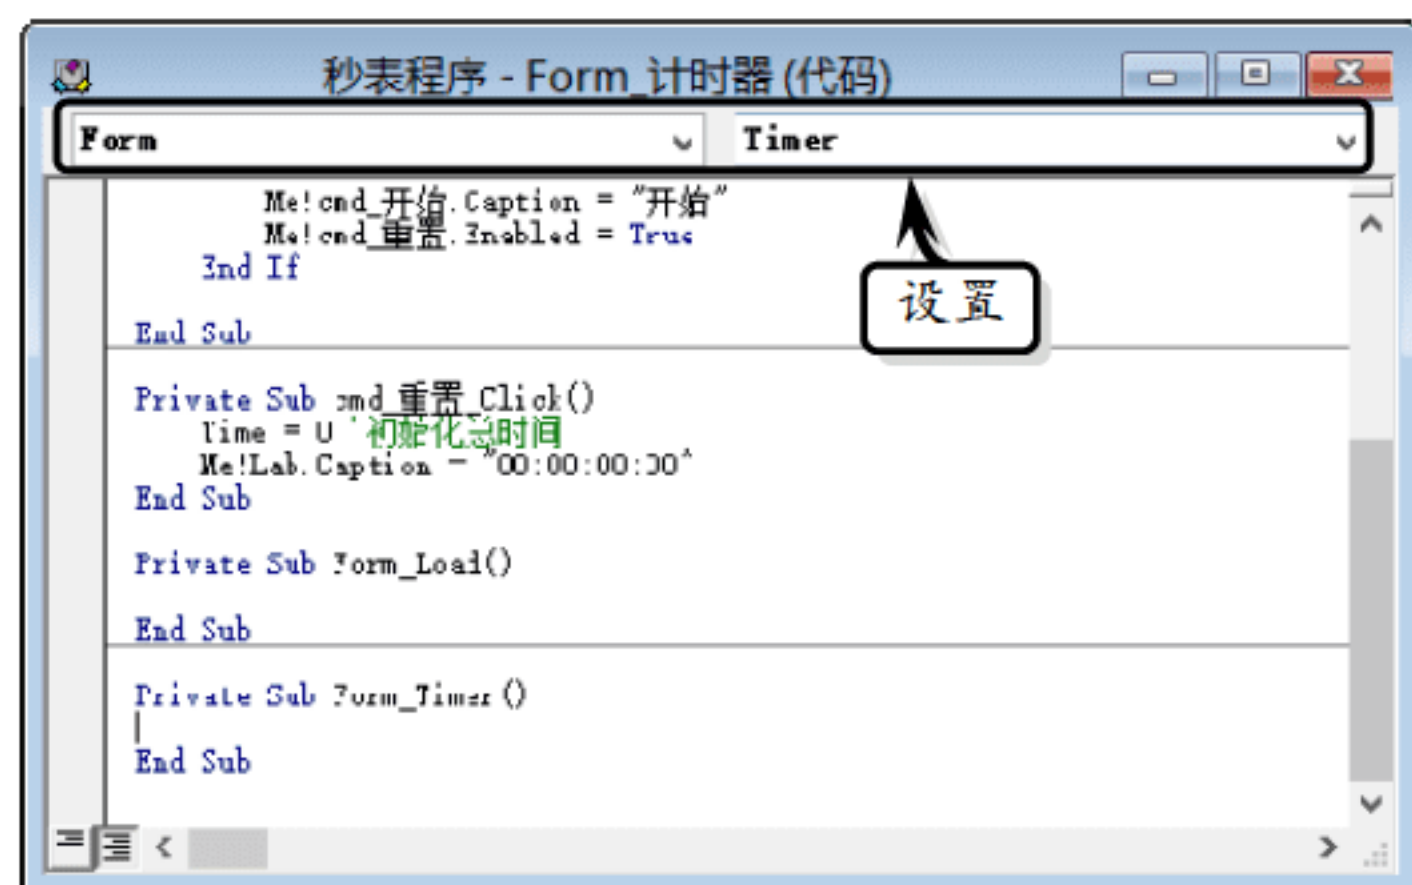 秒表程序 - Form_计时器 (代码)
Form Timer
Me!cmd_开始.Caption = "开始"
Me!cmd_重置.Enabled = True
End If
设置
End Sub
Private Sub cmd_重置_Click()
Time = 0 '初始化总时间
Me!Lab.Caption = "00:00:00:00"
End Sub
Private Sub Form_Load()
End Sub
Private Sub Form_Timer()
End Sub